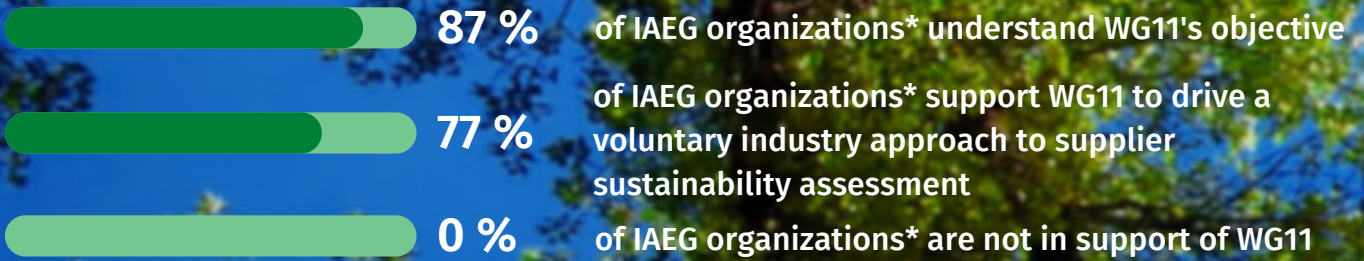 87 % of IAEG organizations* understand WG11's objective
77 % of IAEG organizations* support WG11 to drive a
voluntary industry approach to supplier
sustainability assessment
0 % of IAEG organizations* are not in support of WG11